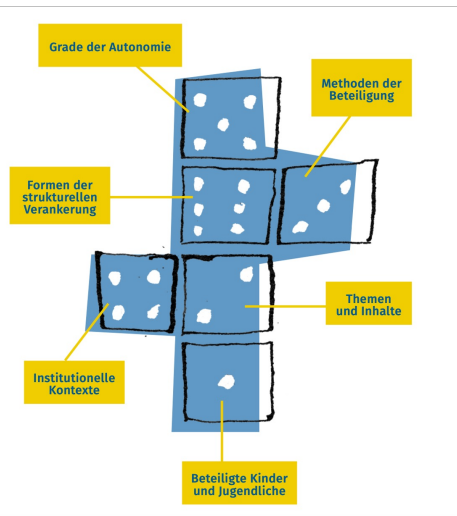 Grade der Autonomie
Methoden der
Beteiligung
Formen der
strukturellen
Verankerung
Themen
und Inhalte
Institutionelle
Kontexte
Beteiligte Kinder
und Jugendliche